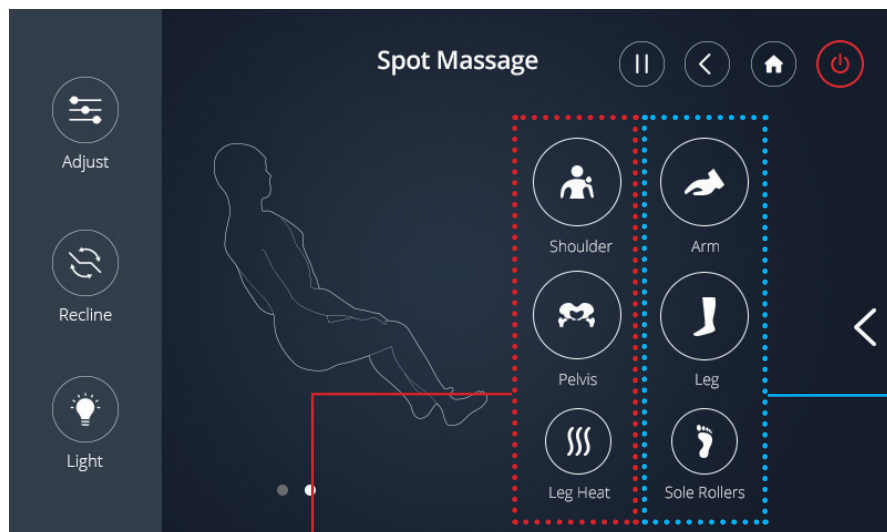 Spot Massage
Adjust
Recline
Light
Shoulder
Arm
Pelvis
Leg
Leg Heat
Sole Rollers